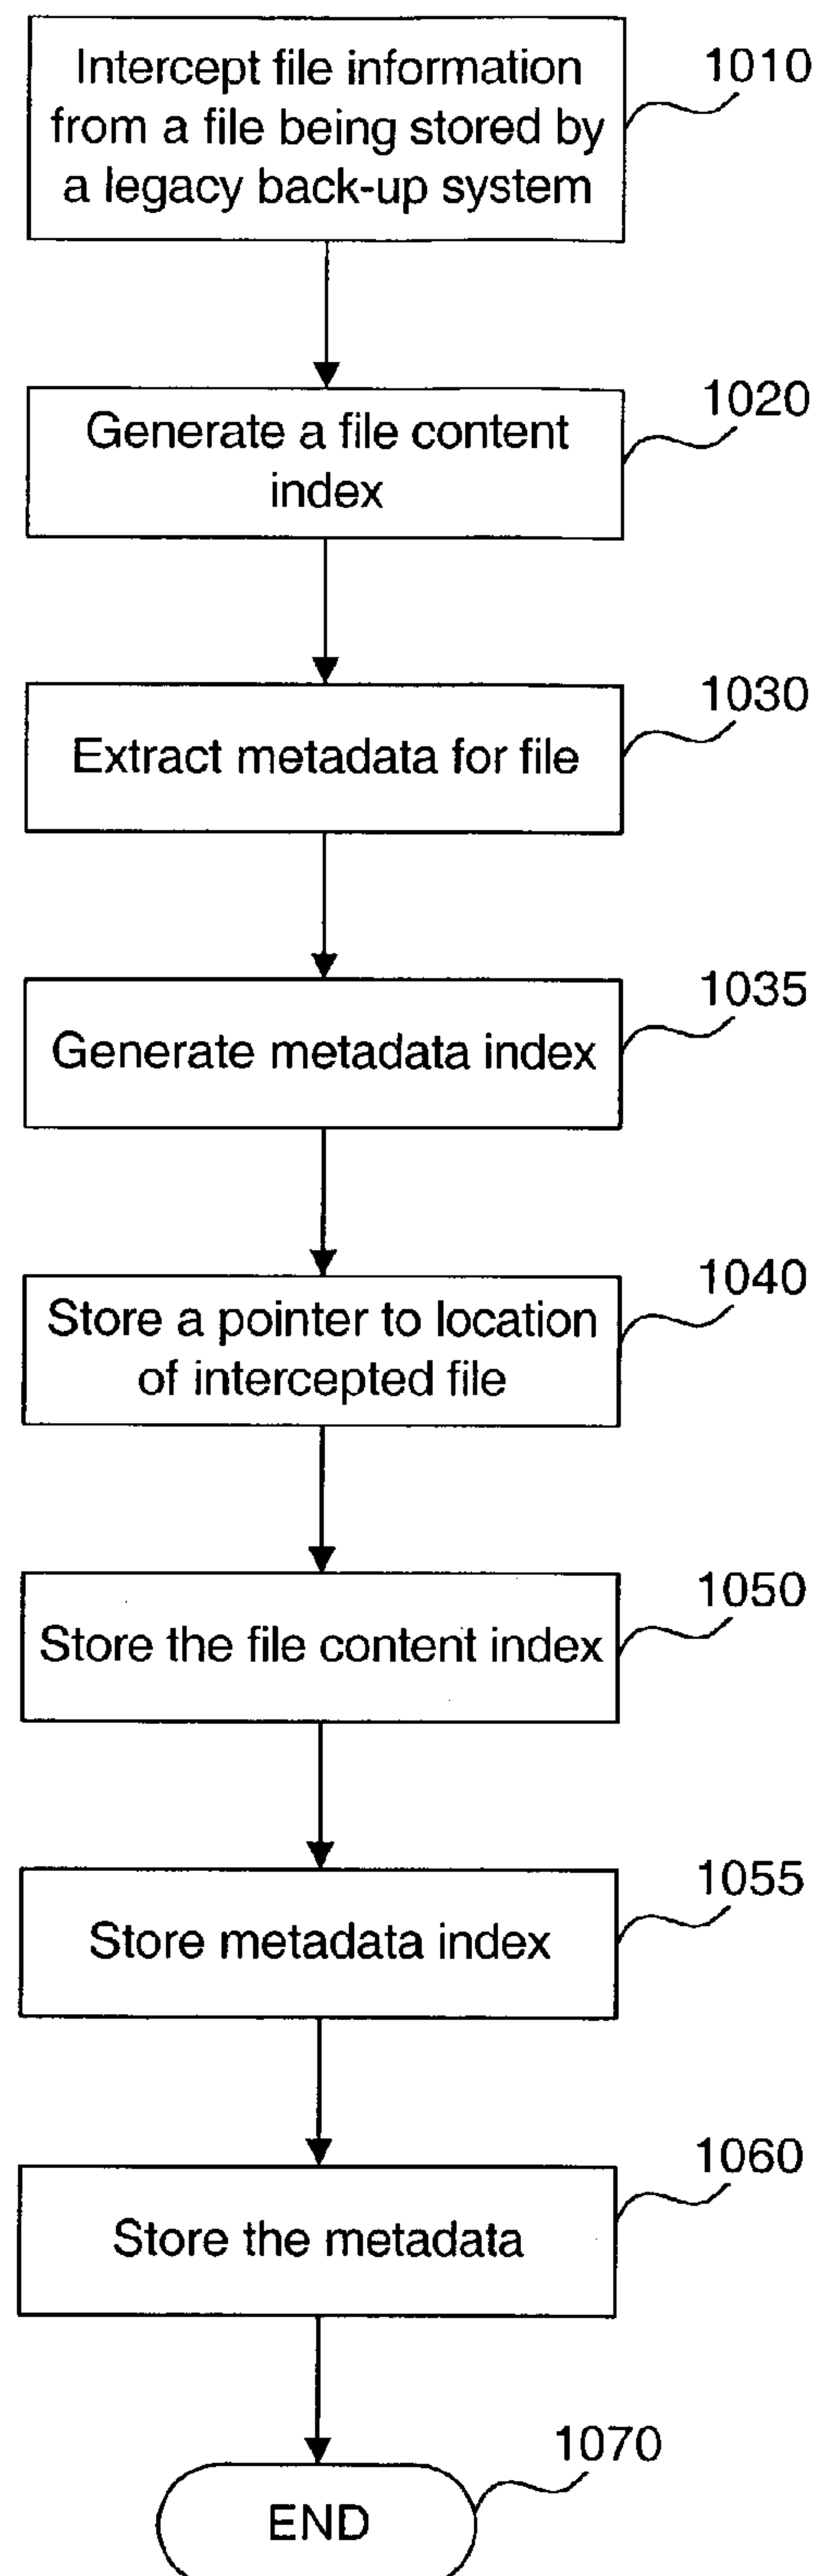 Intercept file information
from a file being stored by
a legacy back-up system
1010
Generate a file content
index
1020
Extract metadata for file
1030
Generate metadata index
1035
Store a pointer to location
of intercepted file
1040
Store the file content index
1050
Store metadata index
1055
Store the metadata
1060
END
1070